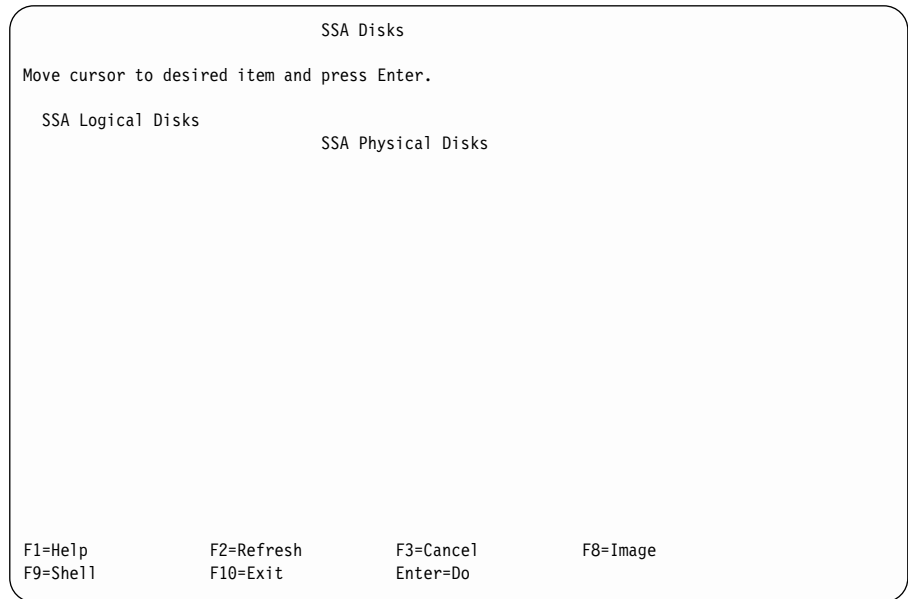 SSA Disks
Move cursor to desired item and press Enter.
SSA Logical Disks
SSA Physical Disks
F1=Help F2=Refresh F3=Cancel F8=Image
F9=Shell F10=Exit Enter=Do